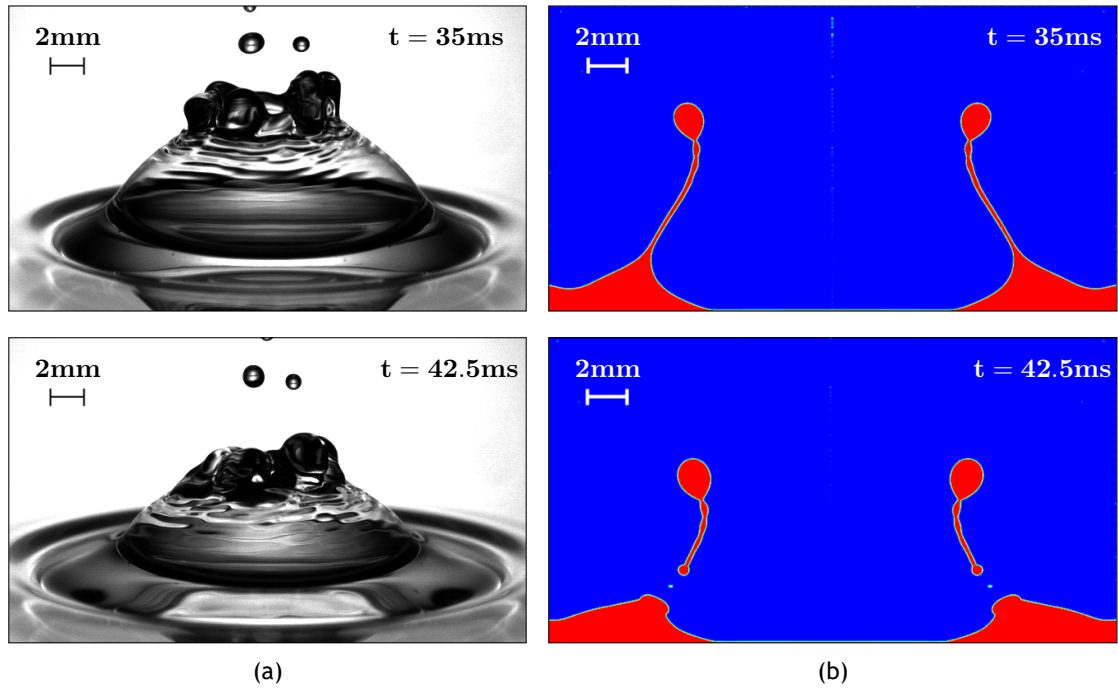 2mm
t = 35ms
2mm
t = 35ms
2mm
t = 42.5ms
2mm
t = 42.5ms
(a)
(b)